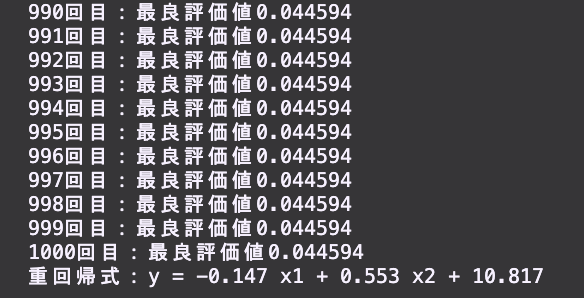 990回目：最良評価値0.044594
991回目：最良評価値0.044594
992回目：最良評価値0.044594
993回目：最良評価値0.044594
994回目：最良評価値0.044594
995回目：最良評価値0.044594
996回目：最良評価値0.044594
997回目：最良評価値0.044594
998回目：最良評価値0.044594
999回目：最良評価値0.044594
1000回目：最良評価値0.044594
重回帰式：y = -0.147 x1 + 0.553 x2 + 10.817